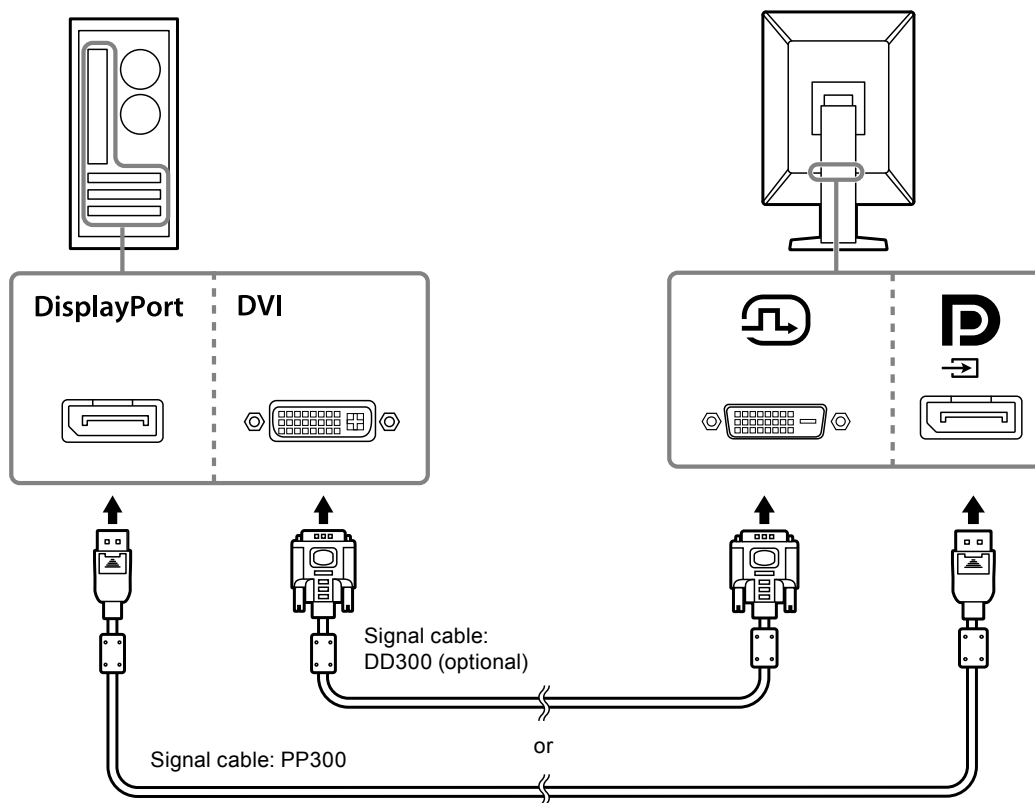 DisplayPort
DVI
Signal cable:
DD300 (optional)
or
Signal cable: PP300